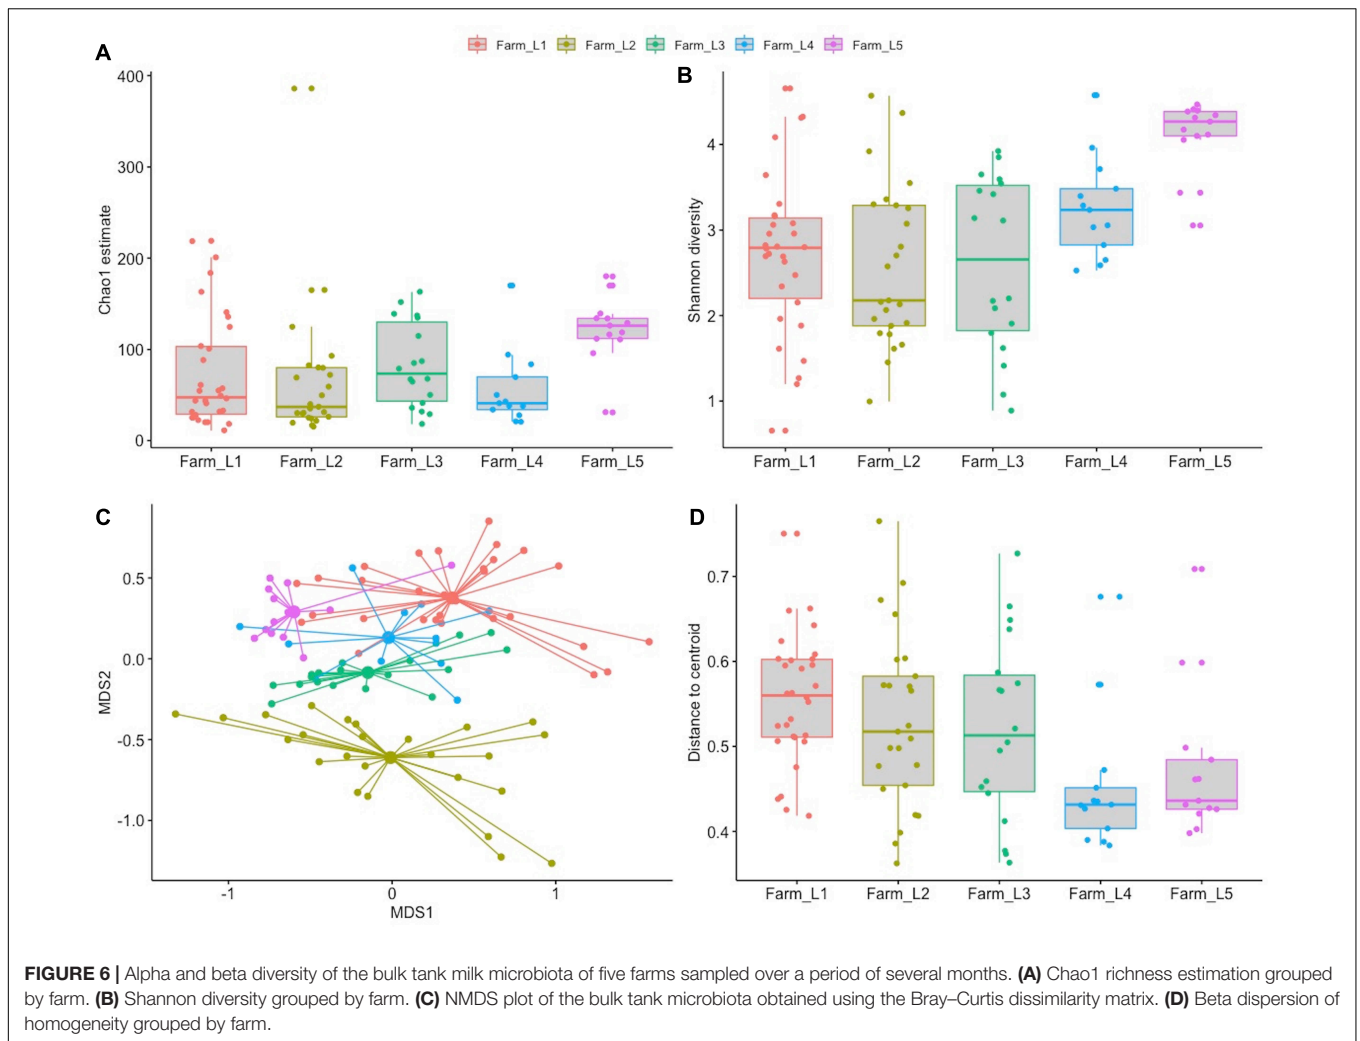 Farm_L1 Farm_L2 Farm_L3 Farm_L4 Farm_L5
A
400
300
200
100
0
Chao1 estimate
Farm_L1 Farm_L2 Farm_L3 Farm_L4 Farm_L5
B
4
3
2
1
Shannon diversity
Farm_L1 Farm_L2 Farm_L3 Farm_L4 Farm_L5
C
0.5
0.0
-0.5
-1.0
MDS2
-1 0 1
MDS1
D
0.7
0.6
0.5
0.4
Distance to centroid
Farm_L1 Farm_L2 Farm_L3 Farm_L4 Farm_L5
FIGURE 6 | Alpha and beta diversity of the bulk tank milk microbiota of five farms sampled over a period of several months. (A) Chao1 richness estimation grouped
by farm. (B) Shannon diversity grouped by farm. (C) NMDS plot of the bulk tank microbiota obtained using the Bray–Curtis dissimilarity matrix. (D) Beta dispersion of
homogeneity grouped by farm.